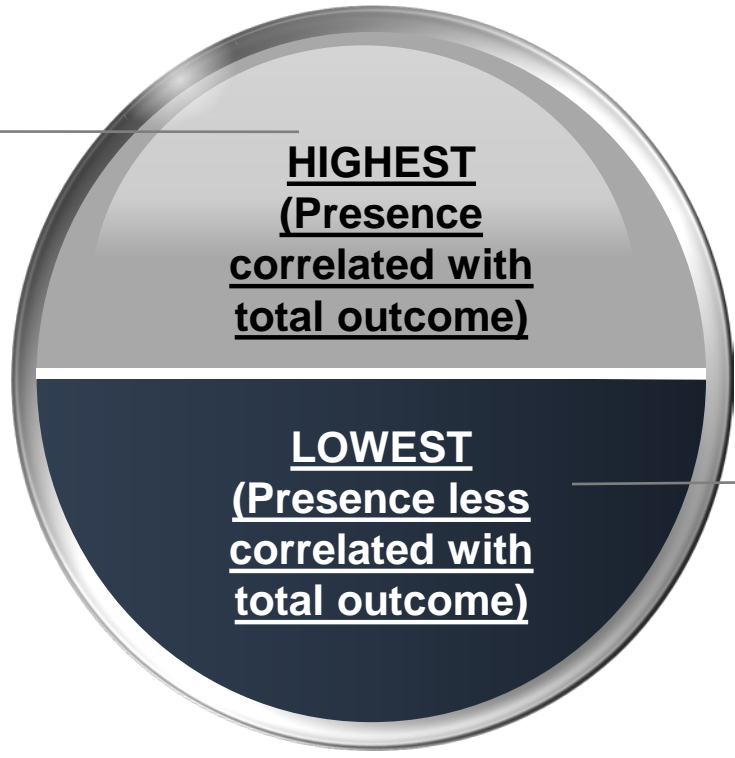 HIGHEST
(Presence
correlated with
total outcome)
LOWEST
(Presence less
correlated with
total outcome)